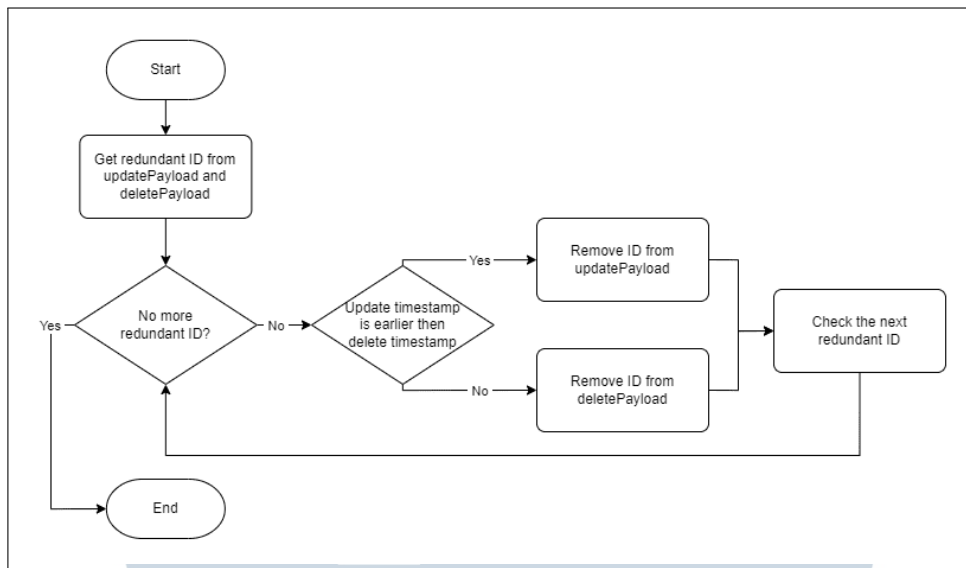 Start
Get redundant ID from
updatePayload and
deletePayload
No more
redundant ID?
Yes
No
Update timestamp
is earlier then
delete timestamp
Yes
Remove ID from
updatePayload
No
Remove ID from
deletePayload
Check the next
redundant ID
End